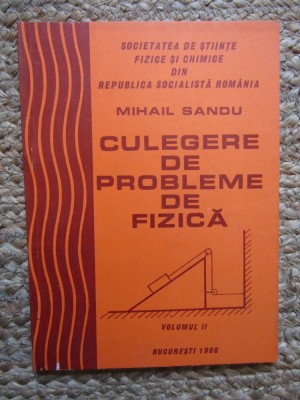 SOCIETATEA DE ȘTIINȚE
FIZICE ȘI CHIMICE
DIN
REPUBLICA SOCIALISTĂ ROMÂNIA
MIHAIL SANDU
CULEGERE
DE
PROBLEME
DE
FIZICĂ
VOLUMUL II
BUCUREȘTI 1986